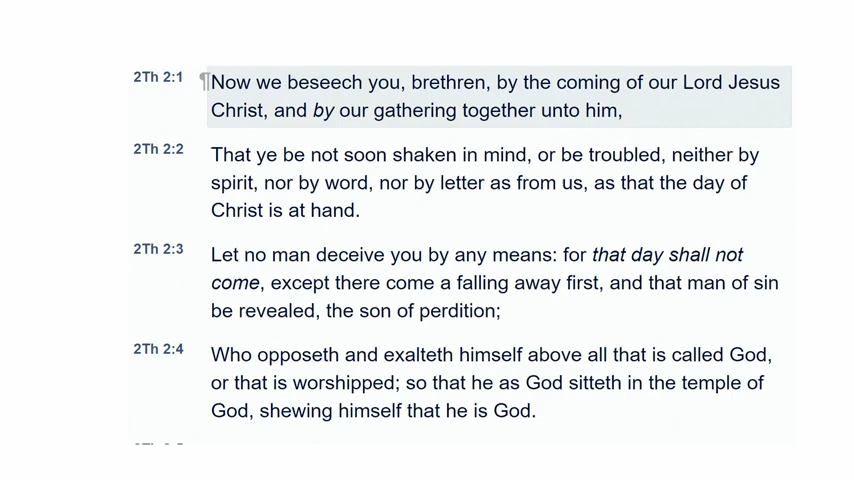 2Th 2:1 ¶Now we beseech you, brethren, by the coming of our Lord Jesus
Christ, and by our gathering together unto him,
2Th 2:2 That ye be not soon shaken in mind, or be troubled, neither by
spirit, nor by word, nor by letter as from us, as that the day of
Christ is at hand.
2Th 2:3 Let no man deceive you by any means: for that day shall not
come, except there come a falling away first, and that man of sin
be revealed, the son of perdition;
2Th 2:4 Who opposeth and exalteth himself above all that is called God,
or that is worshipped; so that he as God sitteth in the temple of
God, shewing himself that he is God.